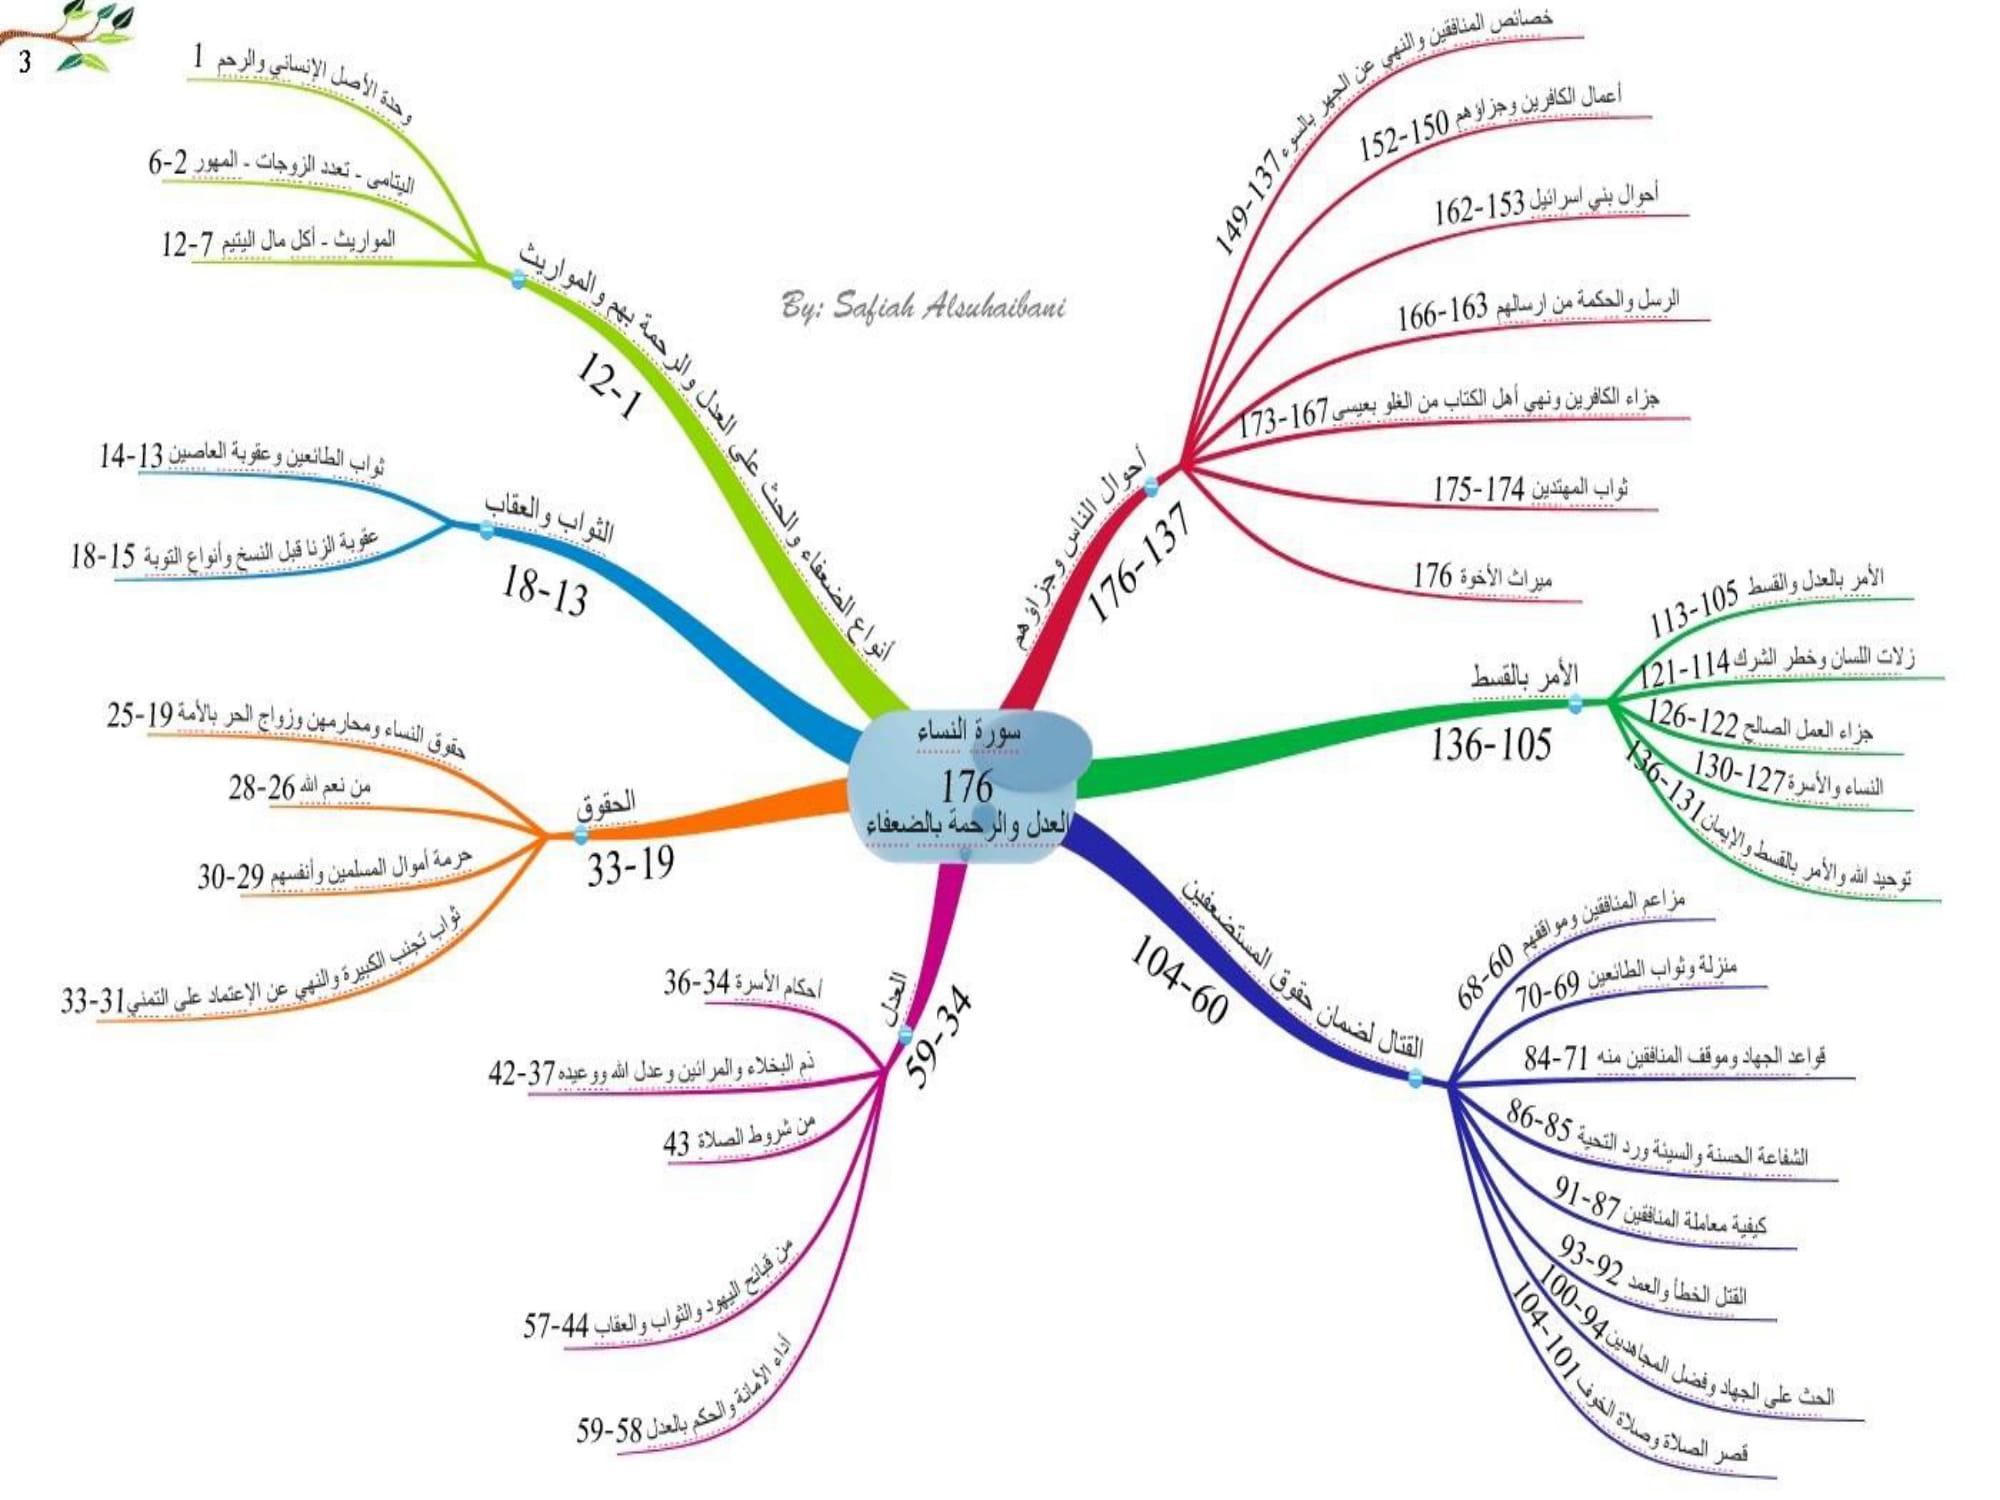 3
By: Safiah Alsuhaibani
سورة النساء
176
العدل والرحمة بالضعفاء
أنواع الضعفاء والحث على العدل والرحمة بهم والمواريث
12-1
وحدة الأصل الإنساني والرحم 1
اليتامى - تعدد الزوجات - المهور 2-6
المواريث - أكل مال اليتيم 7-12
الثواب والعقاب
18-13
ثواب الطائعين وعقوبة العاصين 13-14
عقوبة الزنا قبل النسخ وأنواع التوبة 15-18
الحقوق
33-19
حقوق النساء ومحارمهن وزواج الحر بالأمة 19-25
من نعم الله 26-28
حرمة أموال المسلمين وأنفسهم 29-30
ثواب تجنب الكبيرة والنهي عن الإعتماد على التمني 31-33
العدل
59-34
أحكام الأسرة 34-36
ذم البخلاء والمرائين وعدل الله ووعيده 37-42
من شروط الصلاة 43
من قبائح اليهود والثواب والعقاب 44-57
أداء الأمانة والحكم بالعدل 58-59
القتال لضمان حقوق المستضعفين
104-60
مزاعم المنافقين ومواقفهم 60-68
منزلة وثواب الطائعين 69-70
قواعد الجهاد وموقف المنافقين منه 71-84
الشفاعة الحسنة والسيئة ورد التحية 85-86
كيفية معاملة المنافقين 87-91
القتل الخطأ والعمد 92-93
الحث على الجهاد وفضل المجاهدين 94-100
قصر الصلاة وصلاة الخوف 101-104
الأمر بالقسط
136-105
الأمر بالعدل والقسط 105-113
زلات اللسان وخطر الشرك 114-121
جزاء العمل الصالح 122-126
النساء والأسرة 127-130
توحيد الله والأمر بالقسط والإيمان 131-136
أحوال الناس وجزاؤهم
176-137
خصائص المنافقين والنهي عن الجهر بالسوء 137-149
أعمال الكافرين وجزاؤهم 150-152
أحوال بني اسرائيل 153-162
الرسل والحكمة من ارسالهم 163-166
جزاء الكافرين ونهي أهل الكتاب من الغلو بعيسى 167-173
ثواب المهتدين 174-175
ميراث الأخوة 176